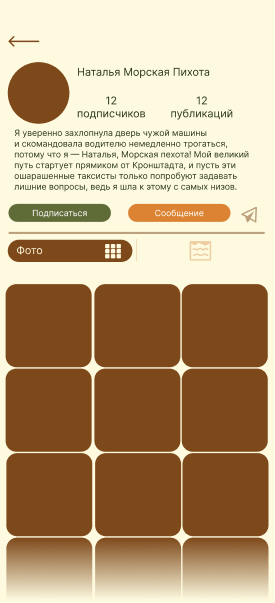 Наталья Морская Пихота
12 12
подписчиков публикаций
Я уверенно захлопнула дверь чужой машины
и скомандовала водителю немедленно трогаться,
потому что я — Наталья, Морская пехота! Мой великий
путь стартует прямиком от Кронштадта, и пусть эти
ошарашенные таксисты только попробуют задавать
лишние вопросы, ведь я шла к этому с самых низов.
Подписаться Сообщение
Фото